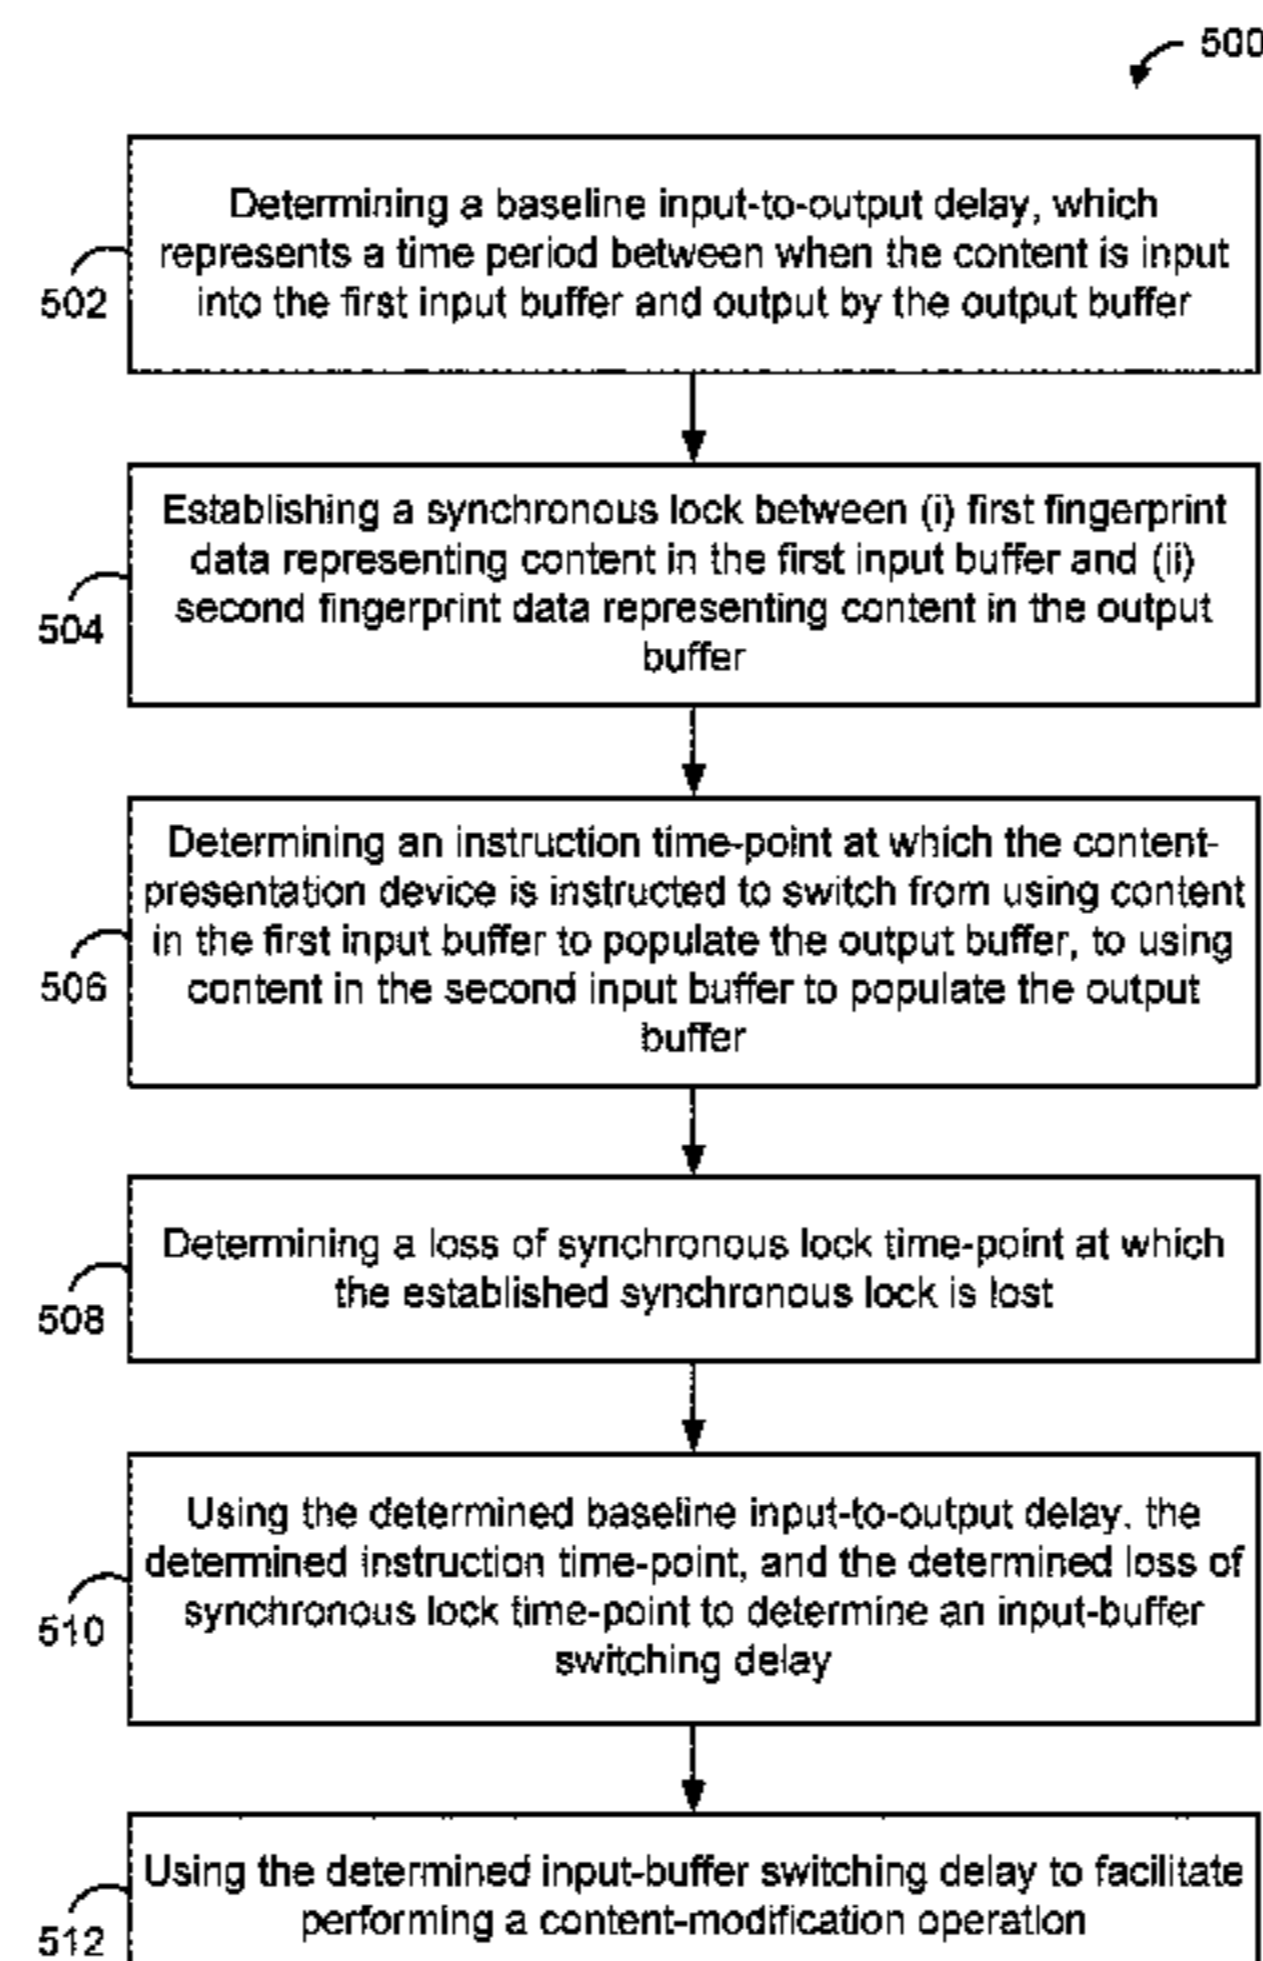 500
Determining a baseline input-to-output delay, which
represents a time period between when the content is input
into the first input buffer and output by the output buffer
502
Establishing a synchronous lock between (i) first fingerprint
data representing content in the first input buffer and (ii)
second fingerprint data representing content in the output
buffer
504
Determining an instruction time-point at which the content-
presentation device is instructed to switch from using content
in the first input buffer to populate the output buffer, to using
content in the second input buffer to populate the output
buffer
506
Determining a loss of synchronous lock time-point at which
the established synchronous lock is lost
508
Using the determined baseline input-to-output delay, the
determined instruction time-point, and the determined loss of
synchronous lock time-point to determine an input-buffer
switching delay
510
Using the determined input-buffer switching delay to facilitate
performing a content-modification operation
512